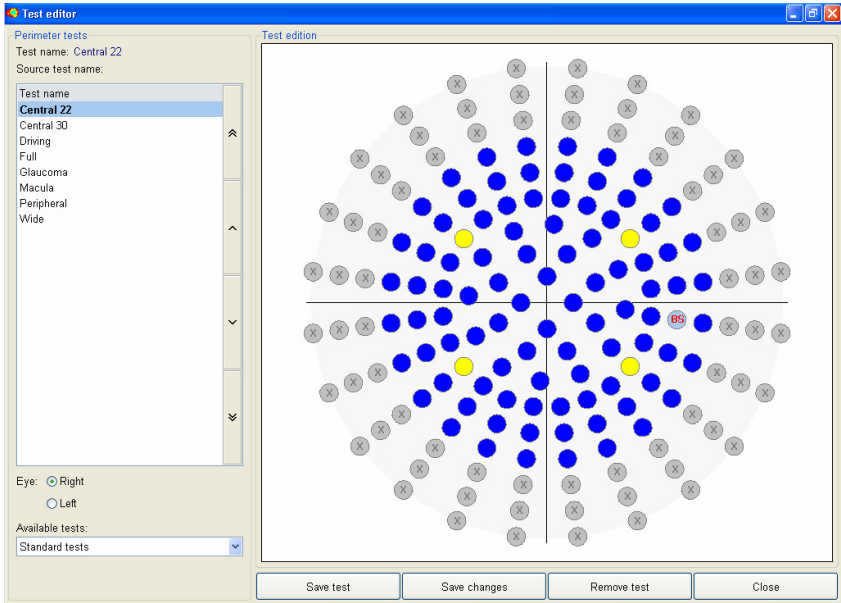 Test editor
Perimeter tests
Test name: Central 22
Source test name:
Test name
Central 22
Central 30
Driving
Full
Glaucoma
Macula
Peripheral
Wide
Eye: Right
Left
Available tests:
Standard tests
Test edition
BS
Save test
Save changes
Remove test
Close